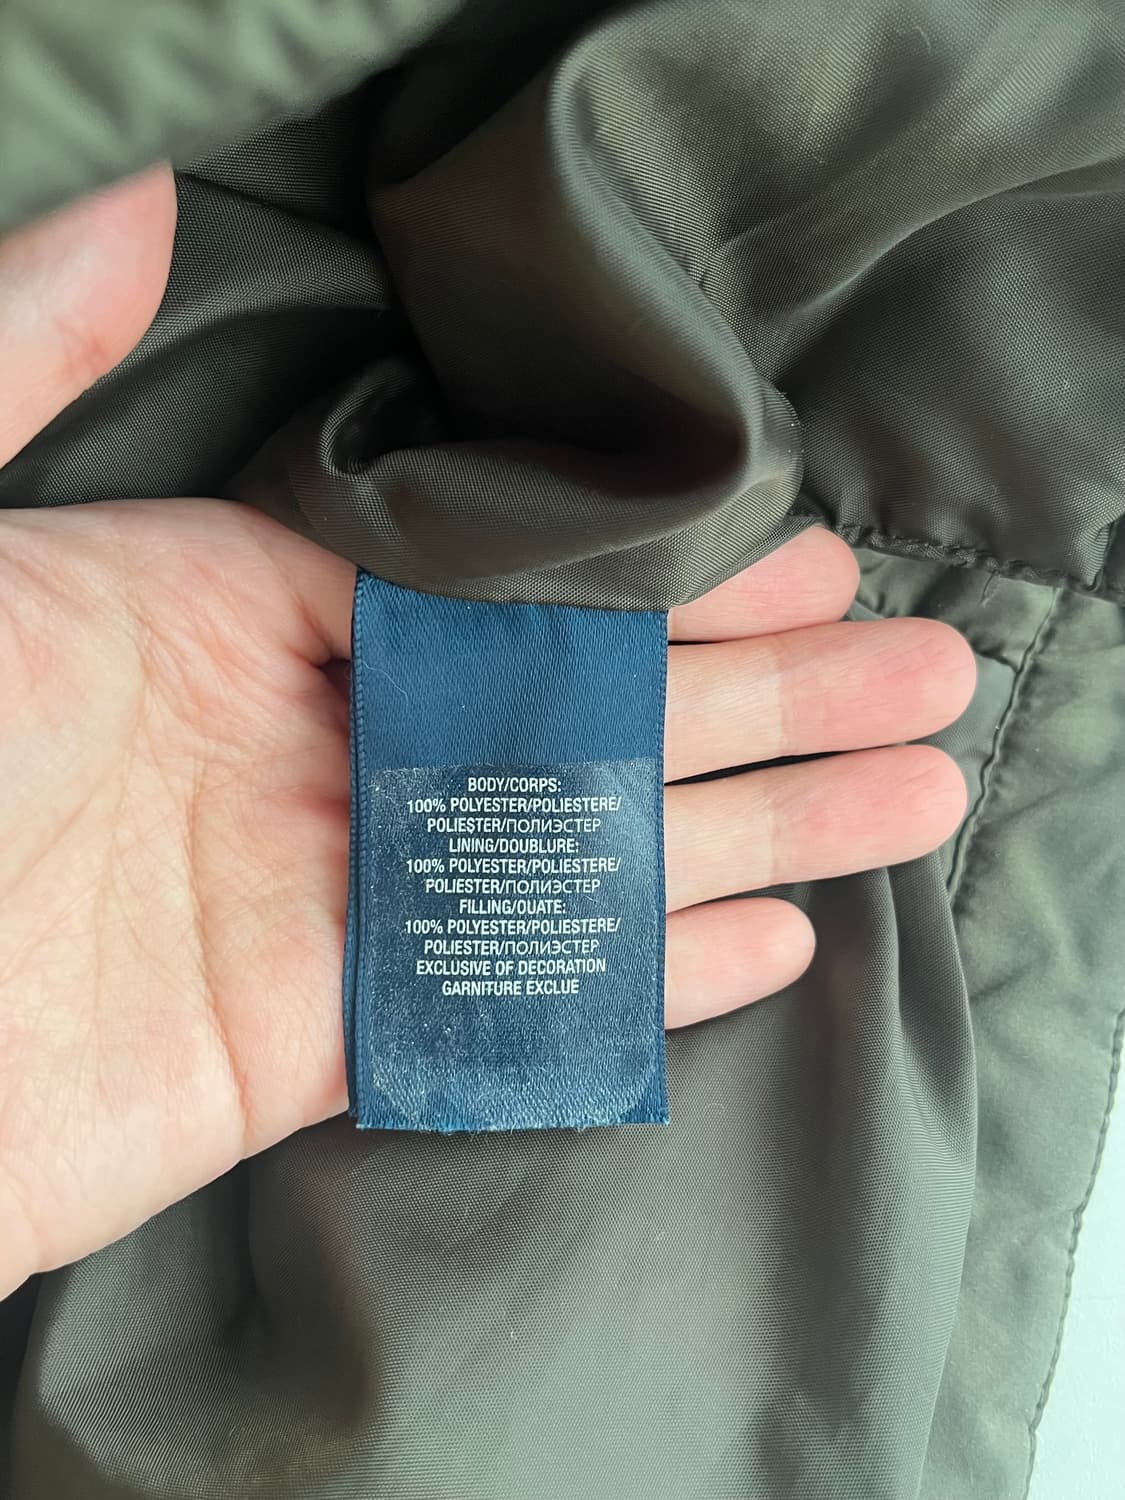 BODY/CORPS:
100% POLYESTER/POLIESTERE/
POLIEȘTER/ПОЛИЭСТЕР
LINING/DOUBLURE:
100% POLYESTER/POLIESTERE/
POLIESTER/ПОЛИЭСТЕР
FILLING/OUATE:
100% POLYESTER/POLIESTERE/
POLIESTER/ПОЛИЭСТЕР
EXCLUSIVE OF DECORATION
GARNITURE EXCLUE